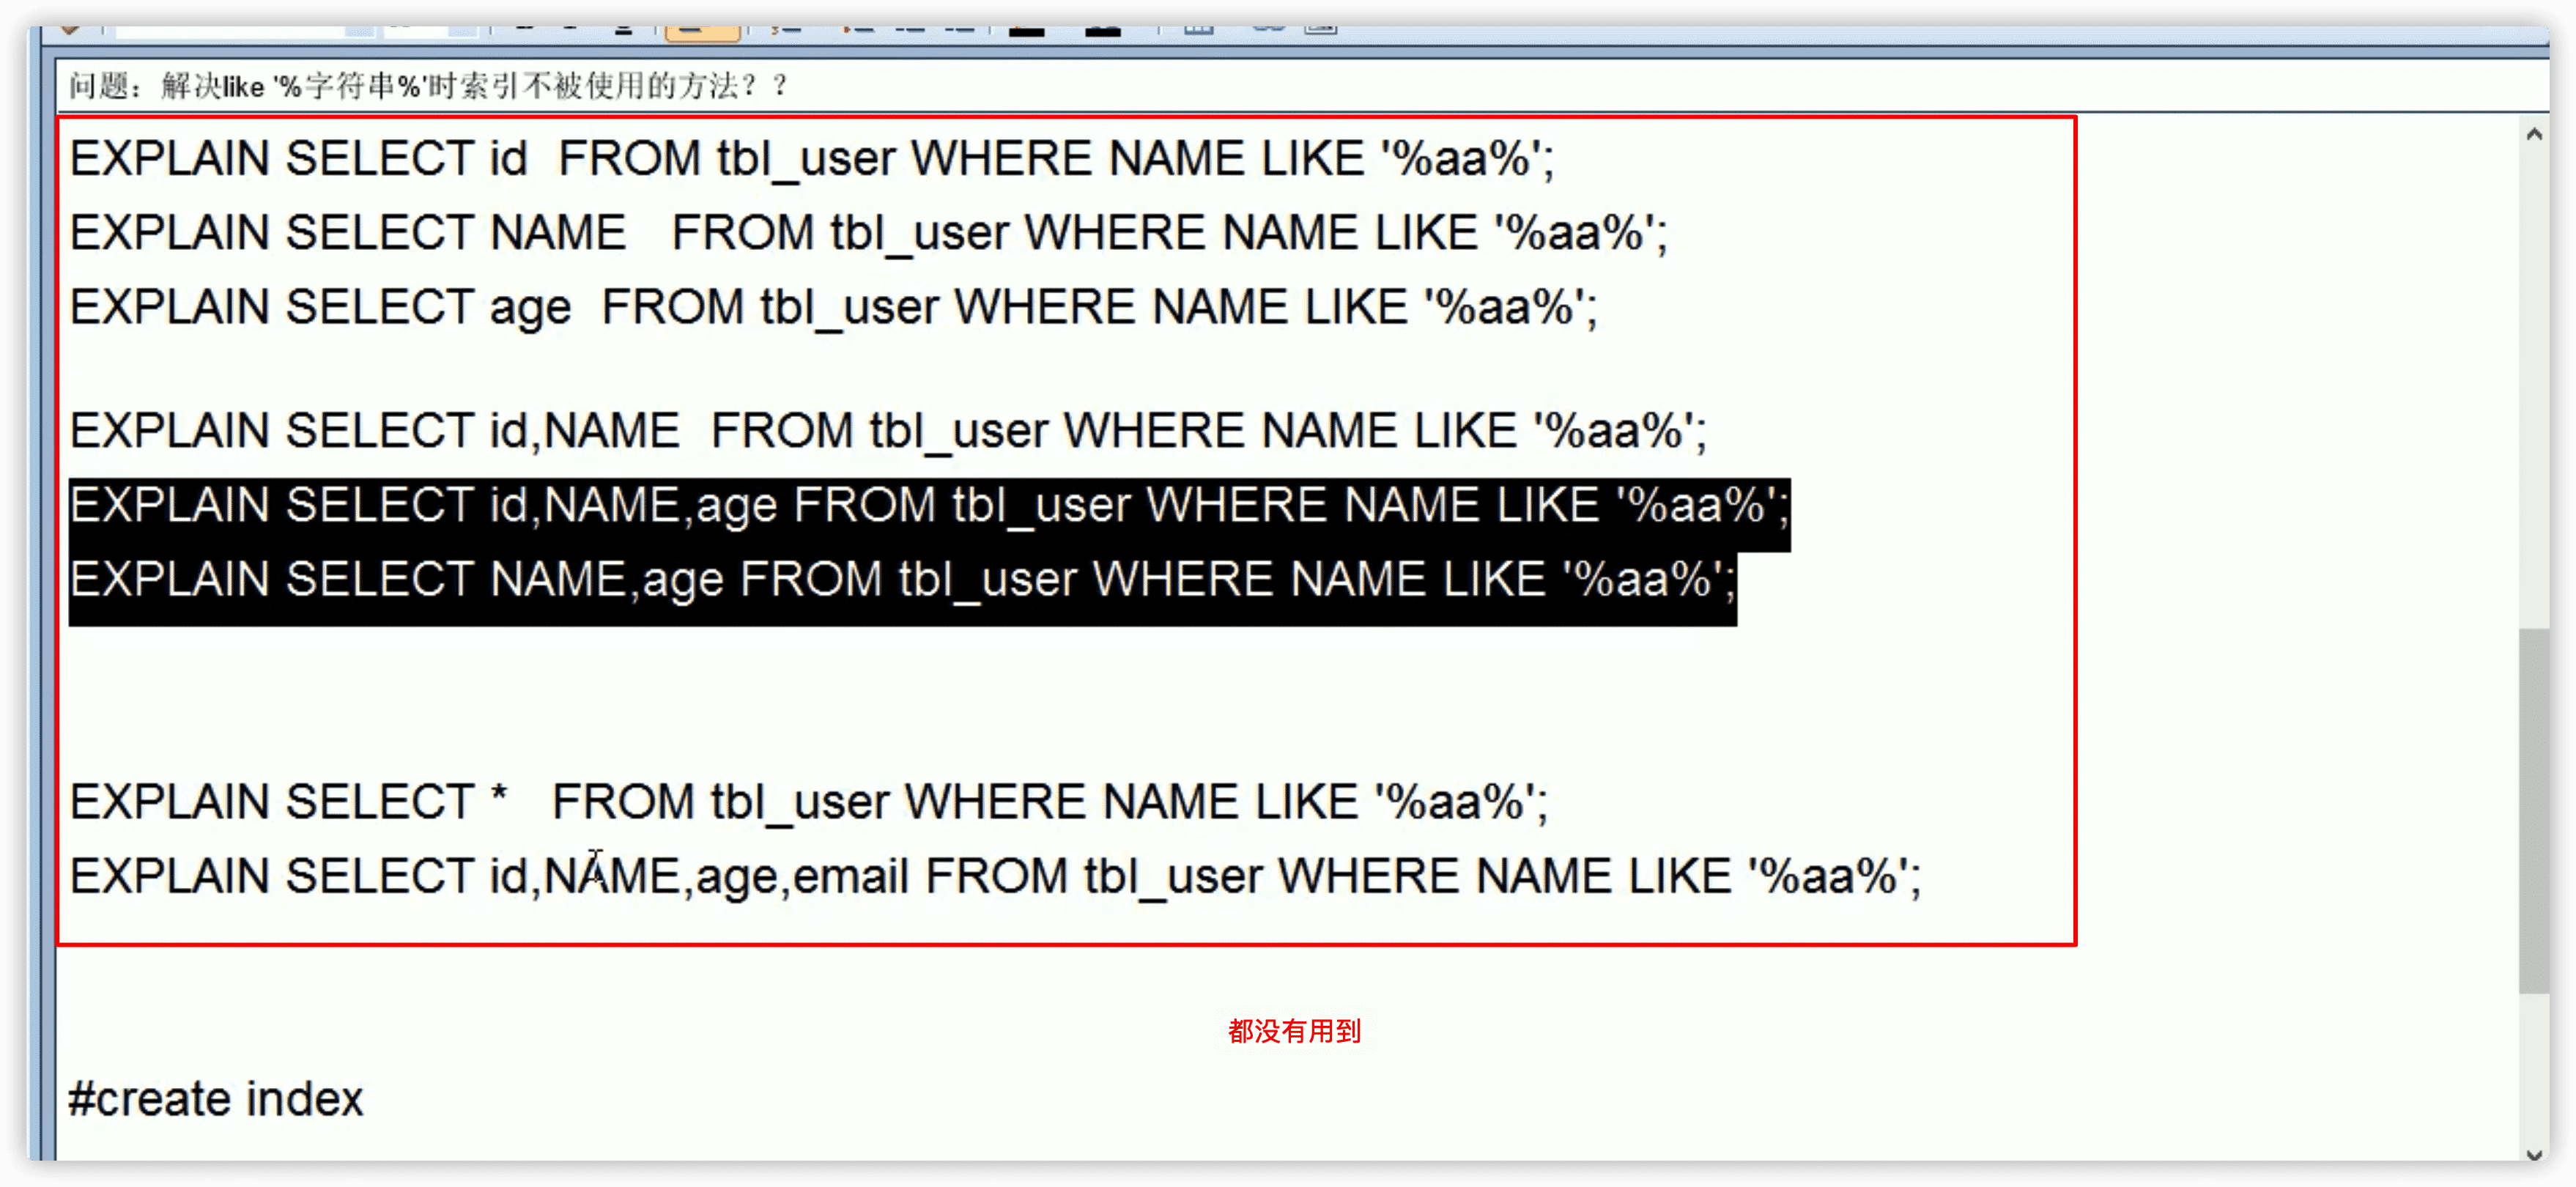 问题：解决like '%字符串%'时索引不被使用的方法？？
EXPLAIN SELECT id  FROM tbl_user WHERE NAME LIKE '%aa%';
EXPLAIN SELECT NAME   FROM tbl_user WHERE NAME LIKE '%aa%';
EXPLAIN SELECT age  FROM tbl_user WHERE NAME LIKE '%aa%';
EXPLAIN SELECT id,NAME  FROM tbl_user WHERE NAME LIKE '%aa%';
EXPLAIN SELECT id,NAME,age FROM tbl_user WHERE NAME LIKE '%aa%';
EXPLAIN SELECT NAME,age FROM tbl_user WHERE NAME LIKE '%aa%';
EXPLAIN SELECT *   FROM tbl_user WHERE NAME LIKE '%aa%';
EXPLAIN SELECT id,NAME,age,email FROM tbl_user WHERE NAME LIKE '%aa%';
都没有用到
#create index